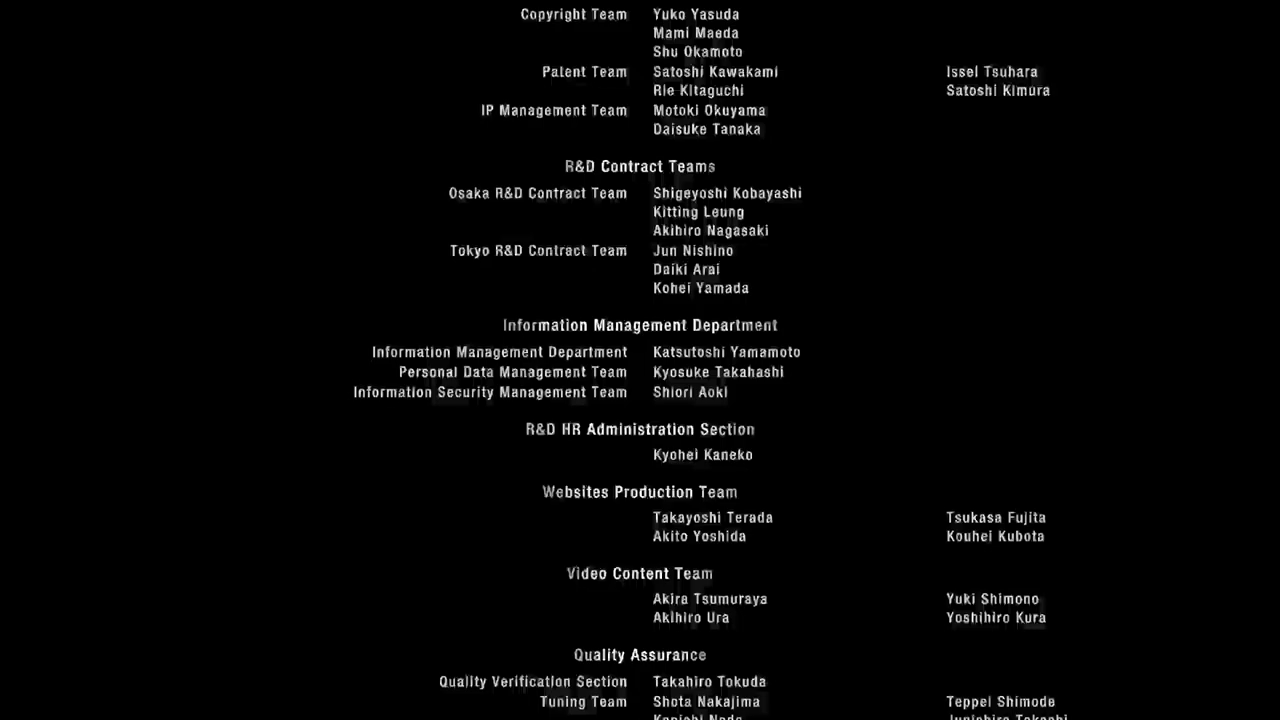 Copyright Team Yuko Yasuda
Mami Maeda
Shu Okamoto
Patent Team Satoshi Kawakami Issei Tsuhara
Rie Kitaguchi Satoshi Kimura
IP Management Team Motoki Okuyama
Daisuke Tanaka
R&D Contract Teams
Osaka R&D Contract Team Shigeyoshi Kobayashi
Kitting Leung
Akihiro Nagasaki
Tokyo R&D Contract Team Jun Nishino
Daiki Arai
Kohei Yamada
Information Management Department
Information Management Department Katsutoshi Yamamoto
Personal Data Management Team Kyosuke Takahashi
Information Security Management Team Shiori Aoki
R&D HR Administration Section
Kyohei Kaneko
Websites Production Team
Takayoshi Terada Tsukasa Fujita
Akito Yoshida Kouhei Kubota
Video Content Team
Akira Tsumuraya Yuki Shimono
Akihiro Ura Yoshihiro Kura
Quality Assurance
Quality Verification Section Takahiro Tokuda
Tuning Team Shota Nakajima Teppei Shimode